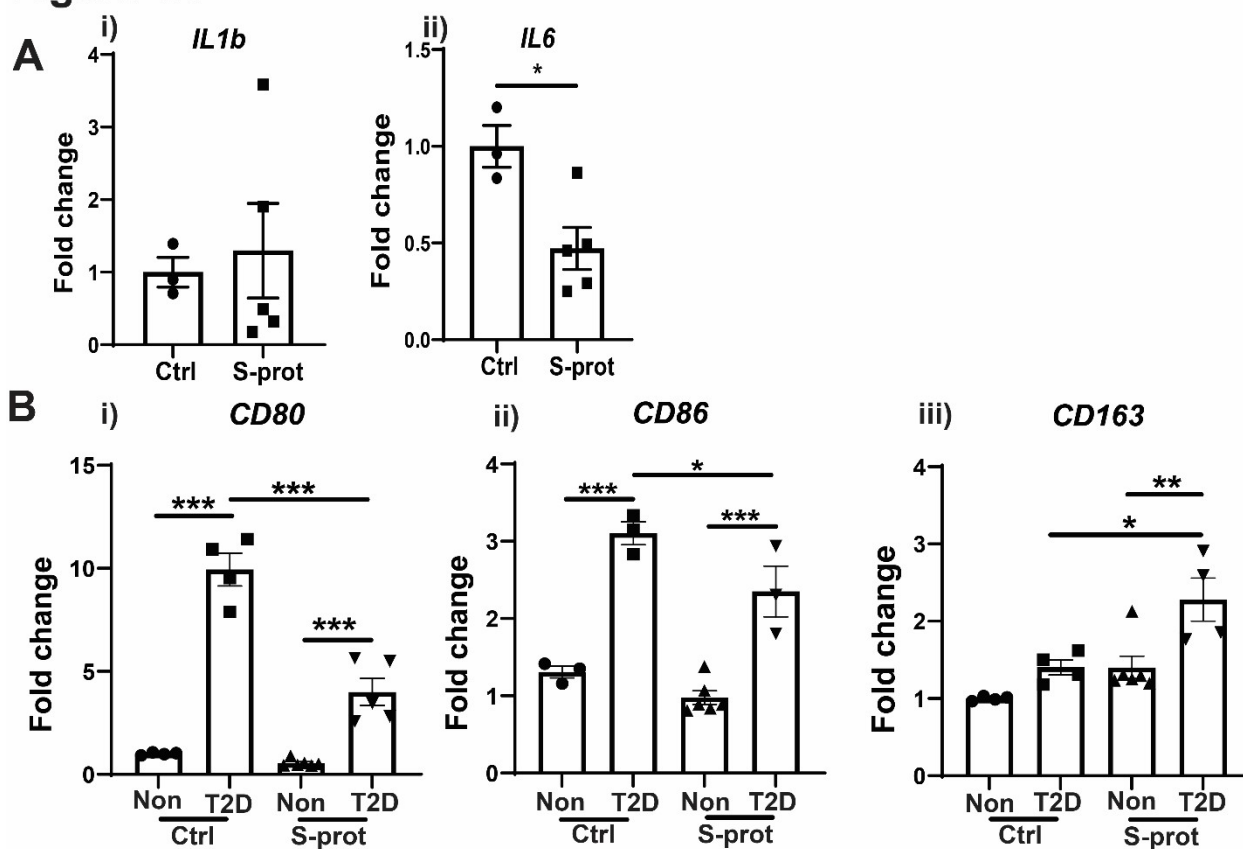 A
i)
IL1b
Fold change
4
3
2
1
0
Ctrl
S-prot
ii)
IL6
*
Fold change
1.5
1.0
0.5
0.0
Ctrl
S-prot
B
i)
CD80
Fold change
15
10
5
0
***
***
***
Non
T2D
Non
T2D
Ctrl
S-prot
ii)
CD86
Fold change
4
3
2
1
0
*
***
***
Non
T2D
Non
T2D
Ctrl
S-prot
iii)
CD163
Fold change
4
3
2
1
0
**
*
Non
T2D
Non
T2D
Ctrl
S-prot